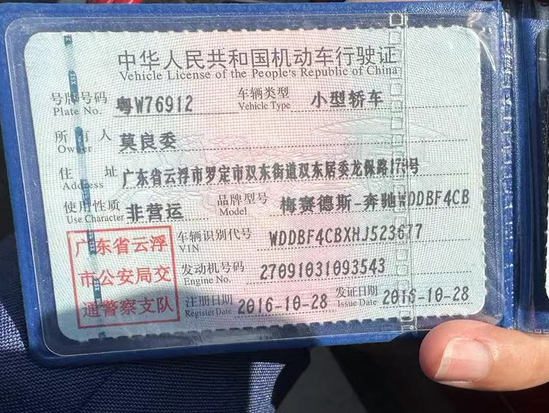 中华人民共和国机动车行驶证
Vehicle License of the People's Republic of China
号牌号码 粤W76912 车辆类型 小型轿车
Plate No. Vehicle Type
所有人 莫良委
Owner
住址 广东省云浮市罗定市双东街道双东居委龙保路179号
Address
使用性质 非营运 品牌型号 梅赛德斯-奔驰WDDBF4CB
Use Character Model
广东省云浮 车辆识别代号 WDDBF4CBXHJ523677
VIN
市公安局交 发动机号码 27091031093543
Engine No.
通警察支队 注册日期 2016-10-28 发证日期 2016-10-28
Register Date Issue Date